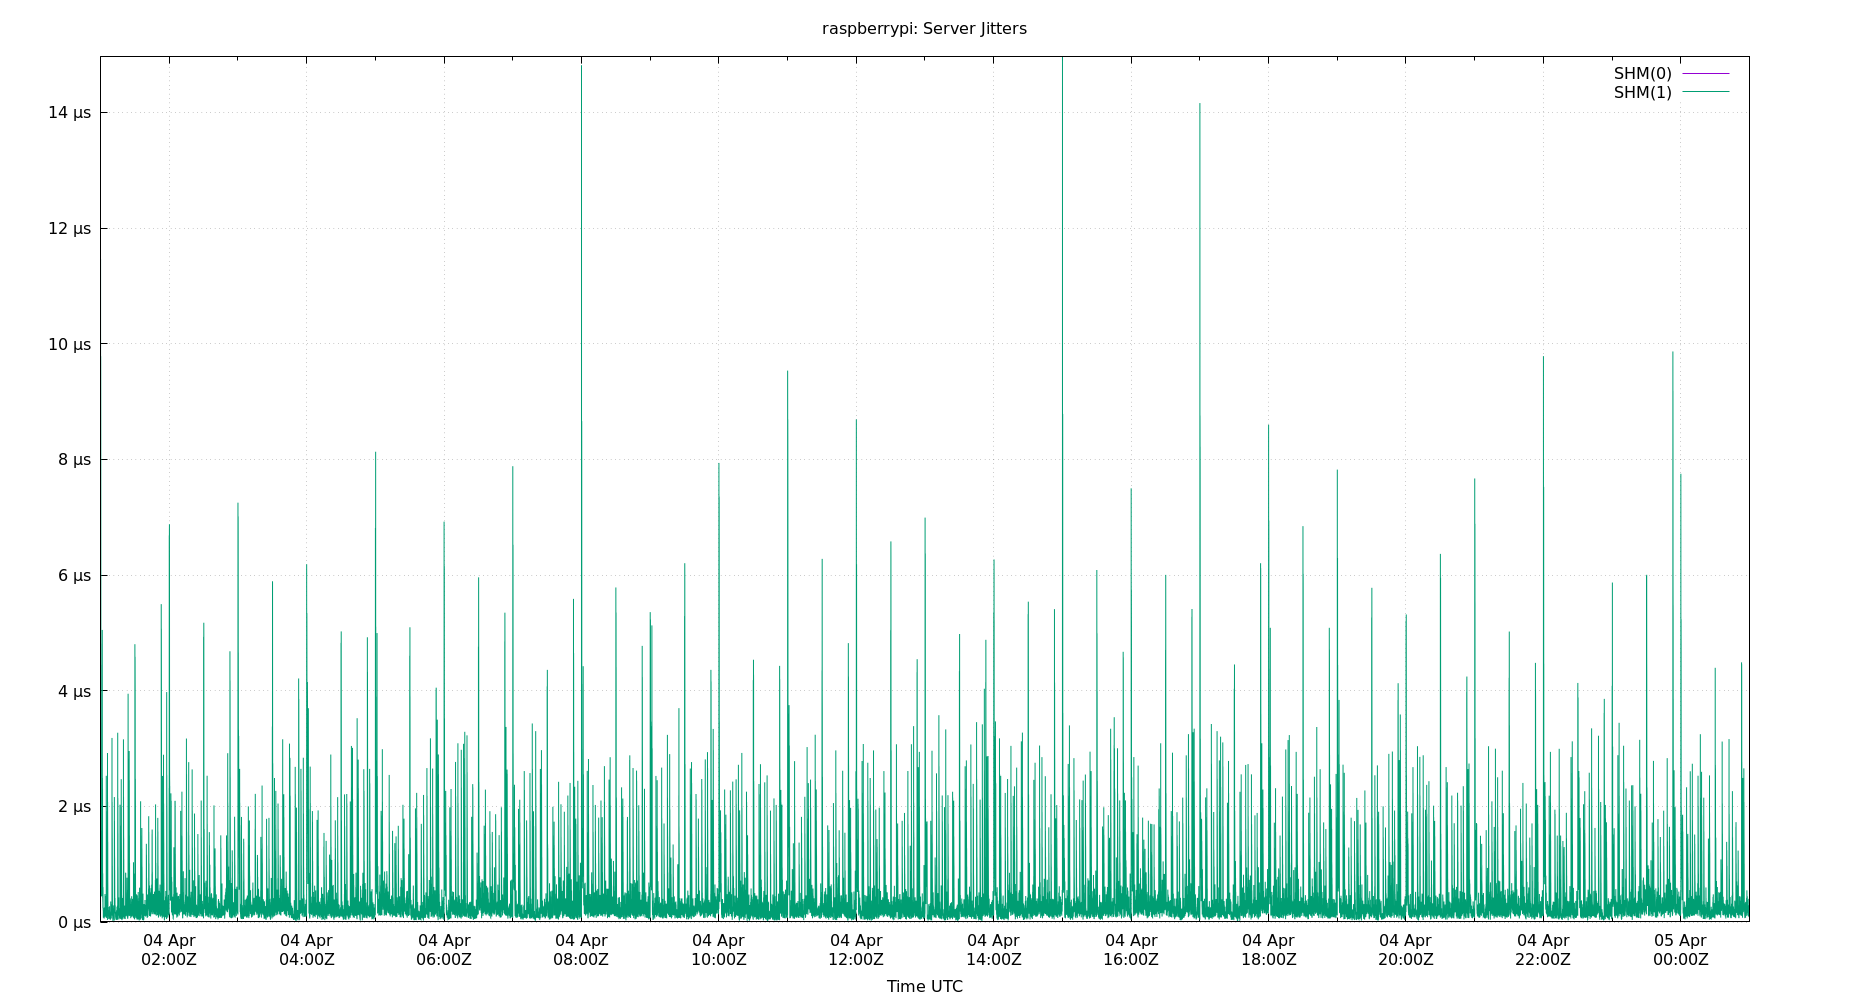 raspberrypi: Server Jitters
SHM(0)
SHM(1)
14 µs
12 µs
10 µs
8 µs
6 µs
4 µs
2 µs
0 µs
04 Apr 04 Apr 04 Apr 04 Apr 04 Apr 04 Apr 04 Apr 04 Apr 04 Apr 04 Apr 04 Apr 05 Apr
02:00Z 04:00Z 06:00Z 08:00Z 10:00Z 12:00Z 14:00Z 16:00Z 18:00Z 20:00Z 22:00Z 00:00Z
Time UTC